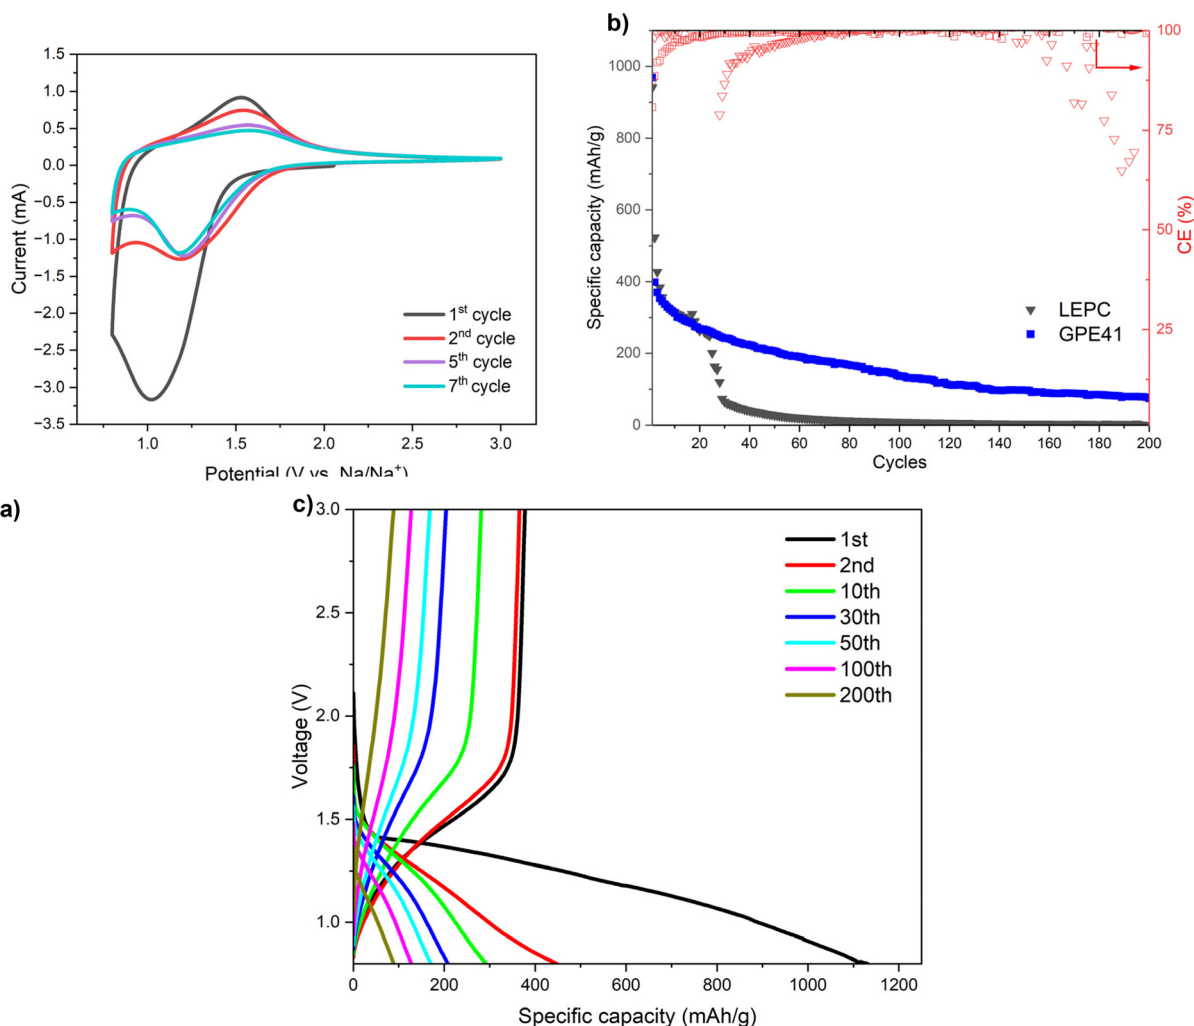 b)
1.5
1.0
0.5
0.0
−0.5
−1.0
−1.5
−2.0
−2.5
−3.0
−3.5
Current (mA)
1st cycle
2nd cycle
5th cycle
7th cycle
1.0 1.5 2.0 2.5 3.0
Potential (V vs. Na/Na+)
1000
800
600
400
200
0
Specific capacity (mAh/g)
100
75
50
25
CE (%)
LEPC
GPE41
20 40 60 80 100 120 140 160 180 200
Cycles
a)
c)
3.0
2.5
2.0
1.5
1.0
Voltage (V)
1st
2nd
10th
30th
50th
100th
200th
0 200 400 600 800 1000 1200
Specific capacity (mAh/g)